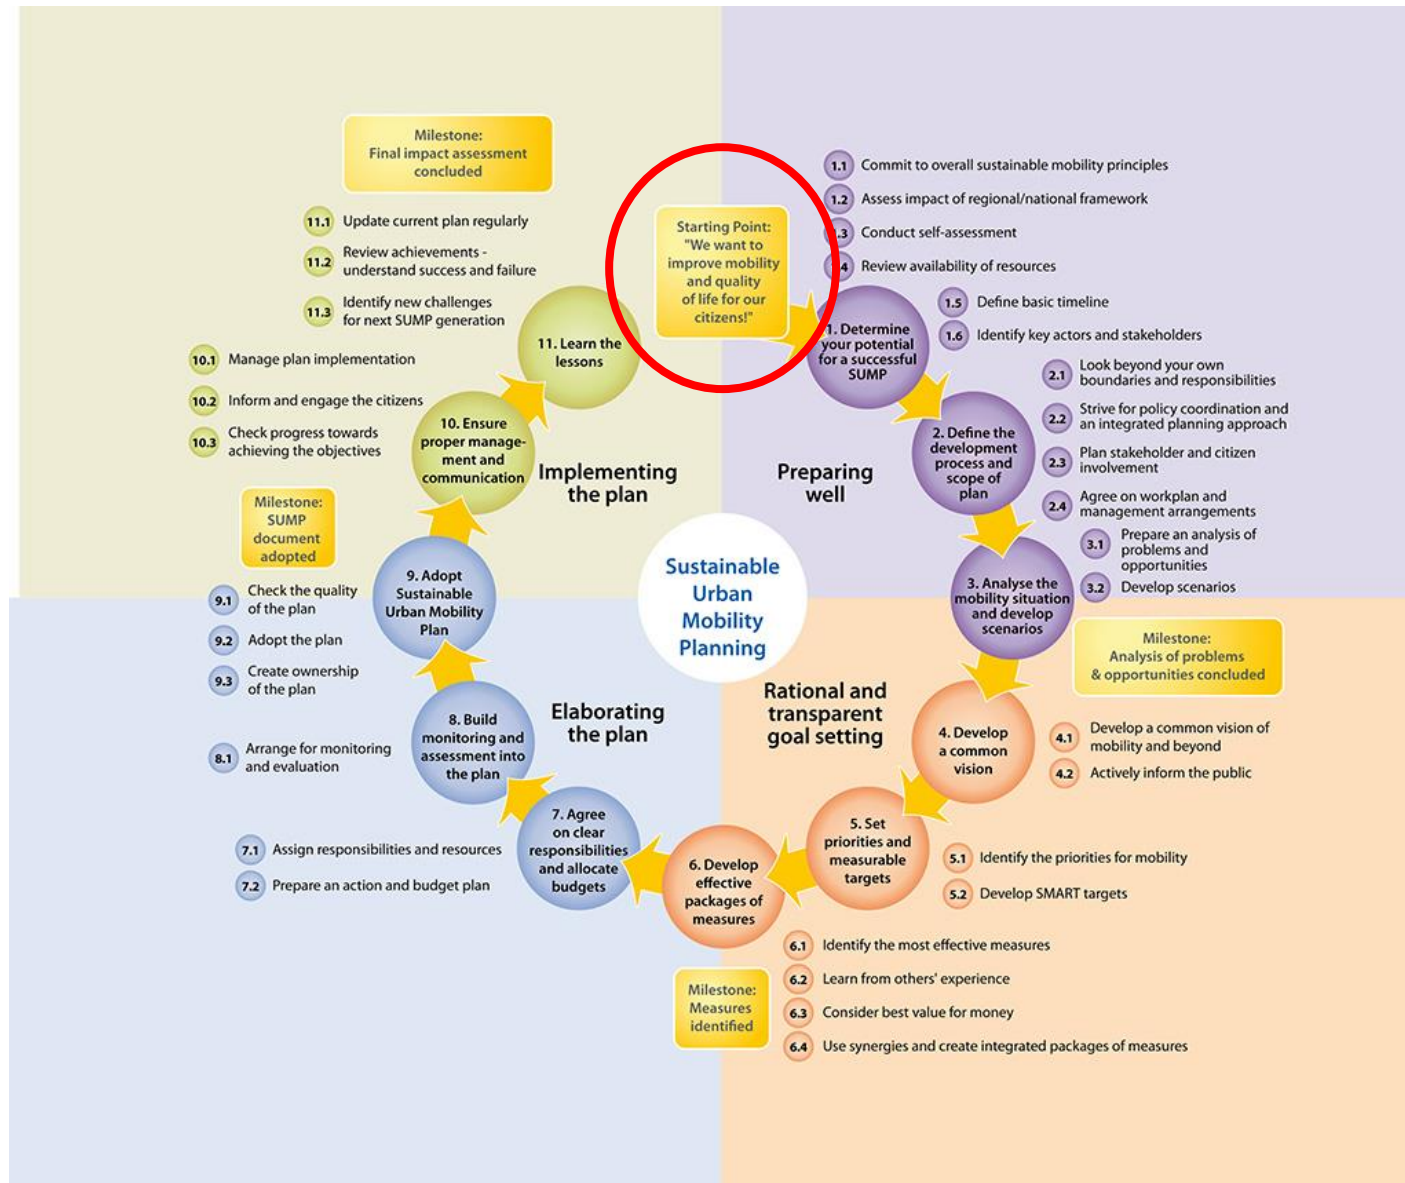 Milestone:
Final impact assessment
concluded
11.1 Update current plan regularly
11.2 Review achievements -
understand success and failure
11.3 Identify new challenges
for next SUMP generation
10.1 Manage plan implementation
10.2 Inform and engage the citizens
10.3 Check progress towards
achieving the objectives
11. Learn the
lessons
10. Ensure
proper manage-
ment and
communication
Implementing
the plan
Starting Point:
"We want to
improve mobility
and quality
of life for our
citizens!"
1.1 Commit to overall sustainable mobility principles
1.2 Assess impact of regional/national framework
1.3 Conduct self-assessment
1.4 Review availability of resources
1.5 Define basic timeline
1.6 Identify key actors and stakeholders
1. Determine
your potential
for a successful
SUMP
2.1 Look beyond your own
boundaries and responsibilities
2.2 Strive for policy coordination and
an integrated planning approach
2.3 Plan stakeholder and citizen
involvement
2.4 Agree on workplan and
management arrangements
2. Define the
development
process and
scope of
plan
Preparing
well
3.1 Prepare an analysis of
problems and
opportunities
3.2 Develop scenarios
3. Analyse the
mobility situation
and develop
scenarios
Milestone:
Analysis of problems
& opportunities concluded
Sustainable
Urban
Mobility
Planning
Rational and
transparent
goal setting
4. Develop
a common
vision
4.1 Develop a common vision of
mobility and beyond
4.2 Actively inform the public
5. Set
priorities and
measurable
targets
5.1 Identify the priorities for mobility
5.2 Develop SMART targets
6. Develop
effective
packages of
measures
6.1 Identify the most effective measures
6.2 Learn from others' experience
6.3 Consider best value for money
6.4 Use synergies and create integrated packages of measures
Milestone:
Measures
identified
Elaborating
the plan
7. Agree
on clear
responsibilities
and allocate
budgets
7.1 Assign responsibilities and resources
7.2 Prepare an action and budget plan
8. Build
monitoring and
assessment into
the plan
8.1 Arrange for monitoring
and evaluation
9. Adopt
Sustainable
Urban Mobility
Plan
9.1 Check the quality
of the plan
9.2 Adopt the plan
9.3 Create ownership
of the plan
Milestone:
SUMP
document
adopted